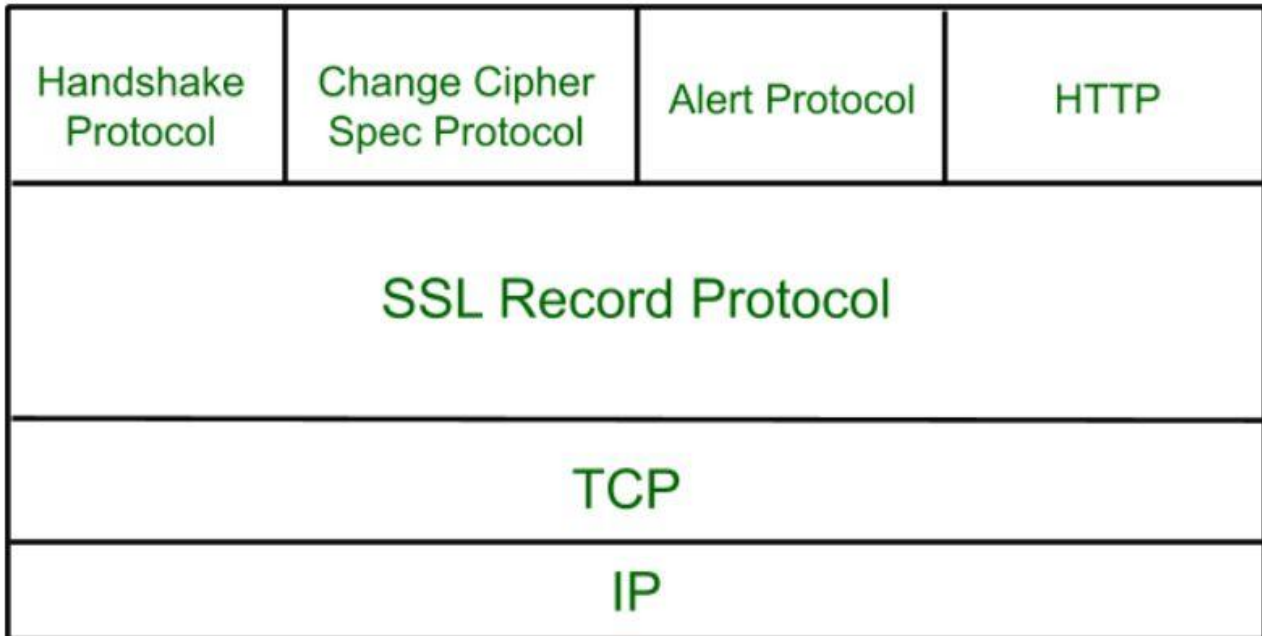 Handshake
Protocol
Change Cipher
Spec Protocol
Alert Protocol
HTTP
SSL Record Protocol
TCP
IP